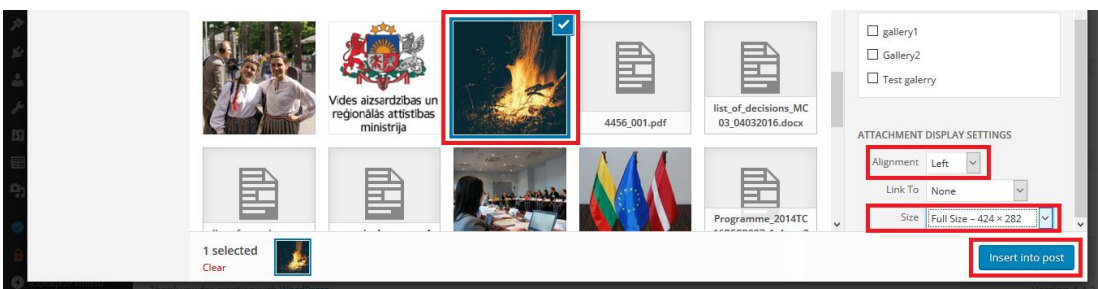 gallery1
Gallery2
Test galerry
Vides aizsardzības un
reģionālās attīstības
ministrija
4456_001.pdf
list_of_decisions_MC
03_04032016.docx
ATTACHMENT DISPLAY SETTINGS
Alignment Left
Link To None
Size Full Size – 424 × 282
Programme_2014TC
1 selected
Clear
Insert into post